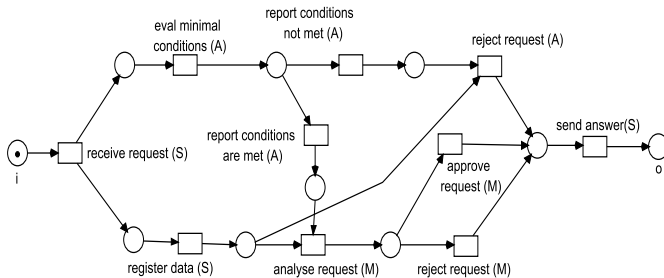 report conditions
not met (A)
eval minimal
conditions (A)
reject request (A)
report conditions
are met (A)
send answer(S)
receive request (S)
approve
request (M)
i
o
register data (S)
analyse request (M)
reject request (M)